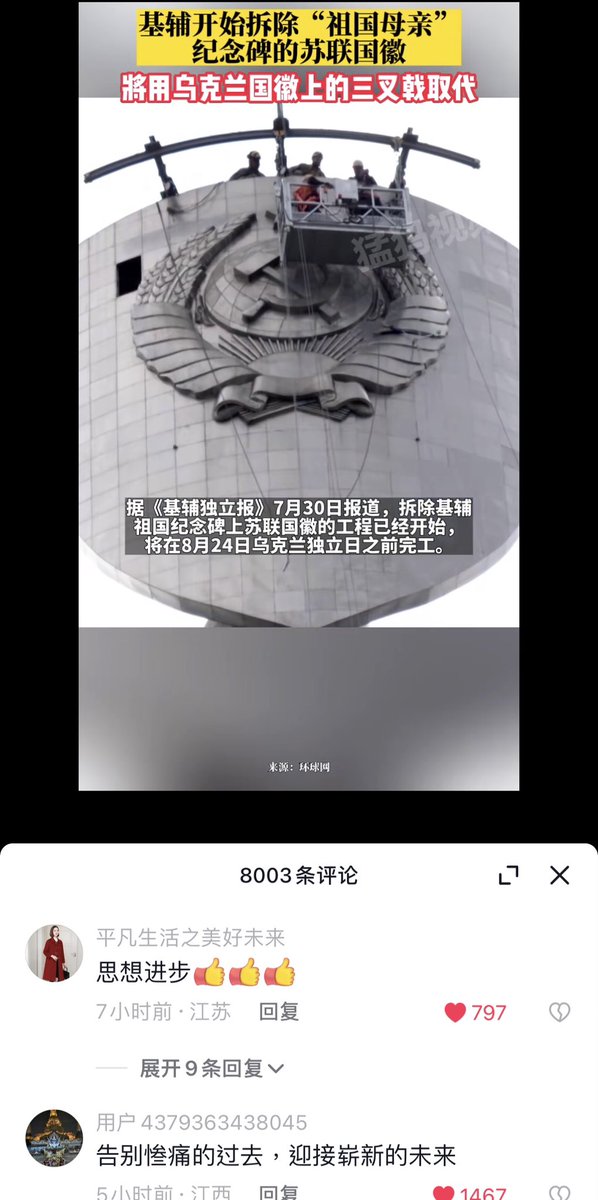 基辅开始拆除“祖国母亲”
纪念碑的苏联国徽
將用乌克兰国徽上的三叉戟取代
猛犸视频
据《基辅独立报》7月30日报道，拆除基辅
祖国纪念碑上苏联国徽的工程已经开始，
将在8月24日乌克兰独立日之前完工。
来源：环球网
8003条评论
平凡生活之美好未来
思想进步👍👍👍
7小时前·江苏 回复
797
展开9条回复
用户4379363438045
告别惨痛的过去，迎接崭新的未来
5小时前·江西 回复
1467